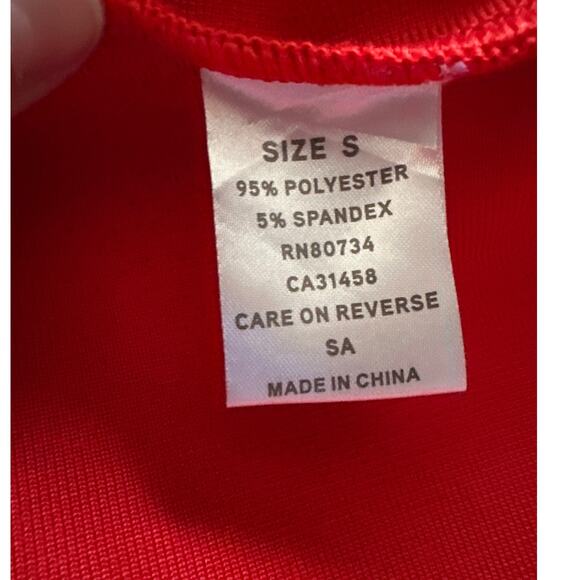 SIZE S
95% POLYESTER
5% SPANDEX
RN80734
CA31458
CARE ON REVERSE
SA
MADE IN CHINA